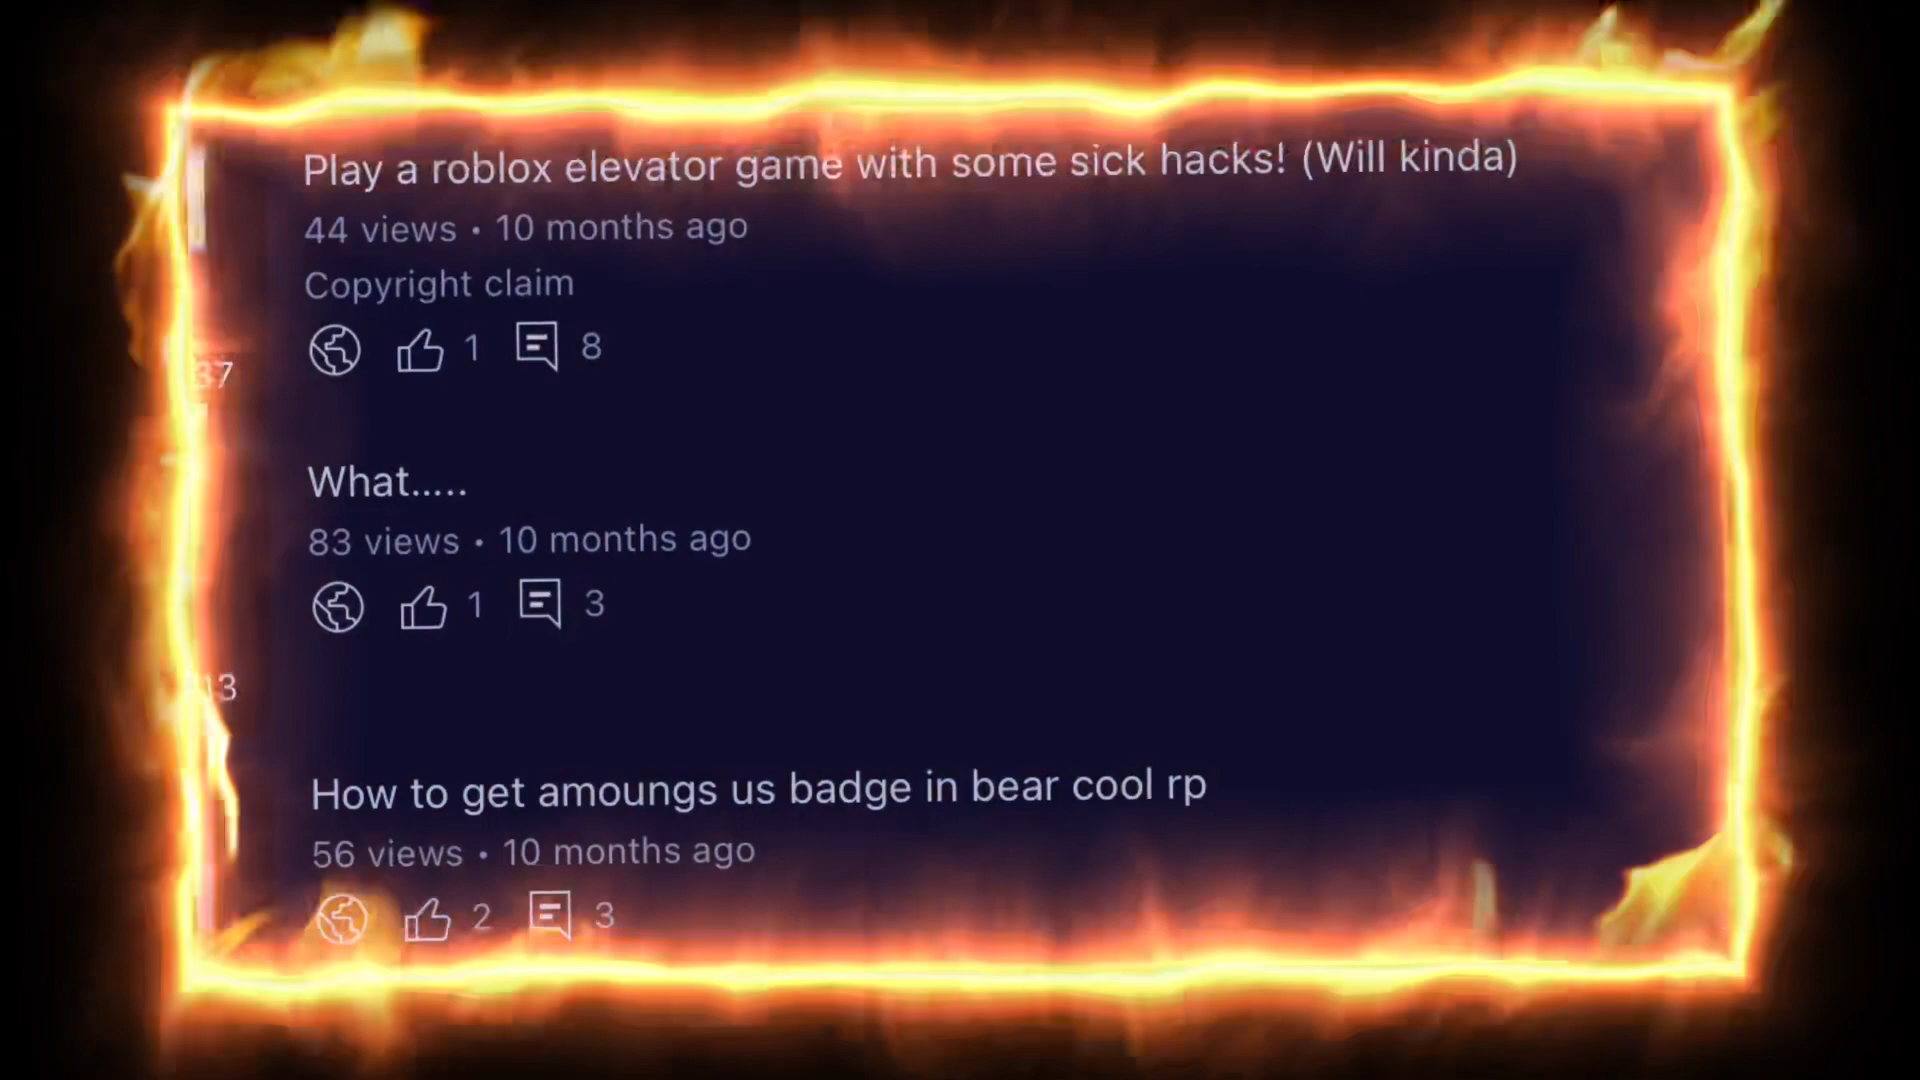 Play a roblox elevator game with some sick hacks! (Will kinda)
44 views • 10 months ago
Copyright claim
1 8
37
What.....
83 views • 10 months ago
1 3
13
How to get amoungs us badge in bear cool rp
56 views • 10 months ago
2 3